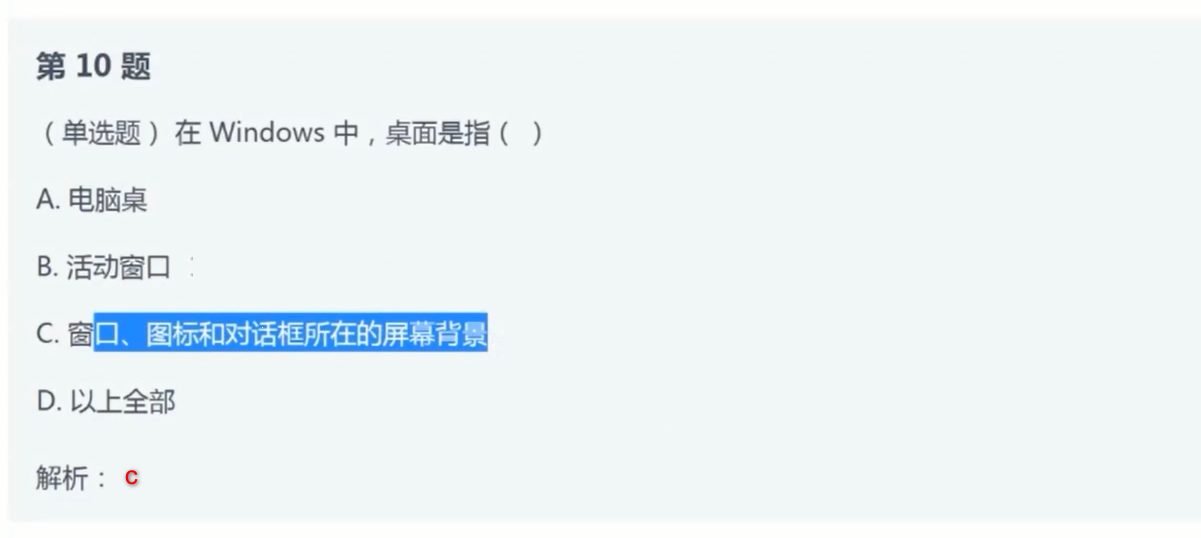 第 10 题
（单选题）在 Windows 中，桌面是指（ ）
A. 电脑桌
B. 活动窗口
C. 窗口、图标和对话框所在的屏幕背景
D. 以上全部
解析： C